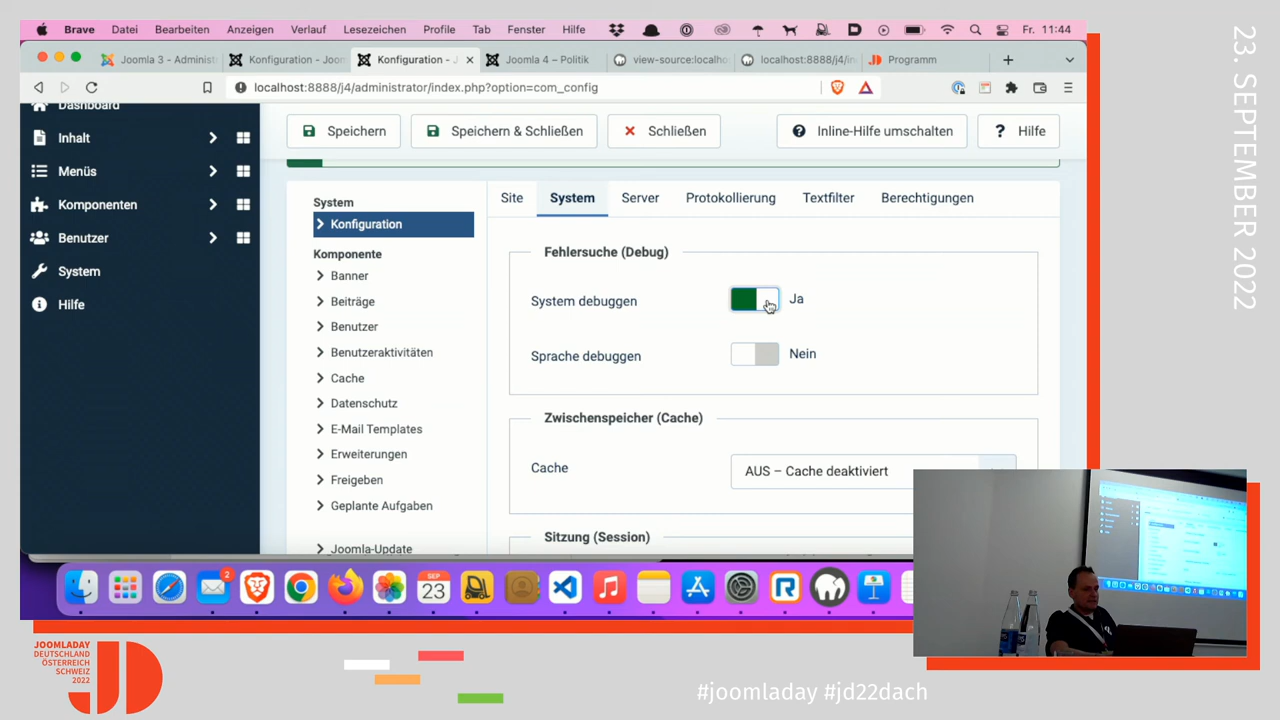 Brave Datei Bearbeiten Anzeigen Verlauf Lesezeichen Profile Tab Fenster Hilfe Fr. 11:44
Joomla 3 - Administ
Konfiguration - Joon
Konfiguration - J
Joomla 4 – Politik
view-source:localho
localhost:8888/j4/in
Programm
localhost:8888/j4/administrator/index.php?option=com_config
Dashboard
Inhalt
Menüs
Komponenten
Benutzer
System
Hilfe
Speichern
Speichern & Schließen
Schließen
Inline-Hilfe umschalten
? Hilfe
System
Konfiguration
Komponente
Banner
Beiträge
Benutzer
Benutzeraktivitäten
Cache
Datenschutz
E-Mail Templates
Erweiterungen
Freigeben
Geplante Aufgaben
Joomla-Update
Site System Server Protokollierung Textfilter Berechtigungen
Fehlersuche (Debug)
System debuggen Ja
Sprache debuggen Nein
Zwischenspeicher (Cache)
Cache AUS – Cache deaktiviert
Sitzung (Session)
2
SEP
23
23. SEPTEMBER 2022
JOOMLADAY
DEUTSCHLAND
ÖSTERREICH
SCHWEIZ
2022
JD
#joomladay #jd22dach